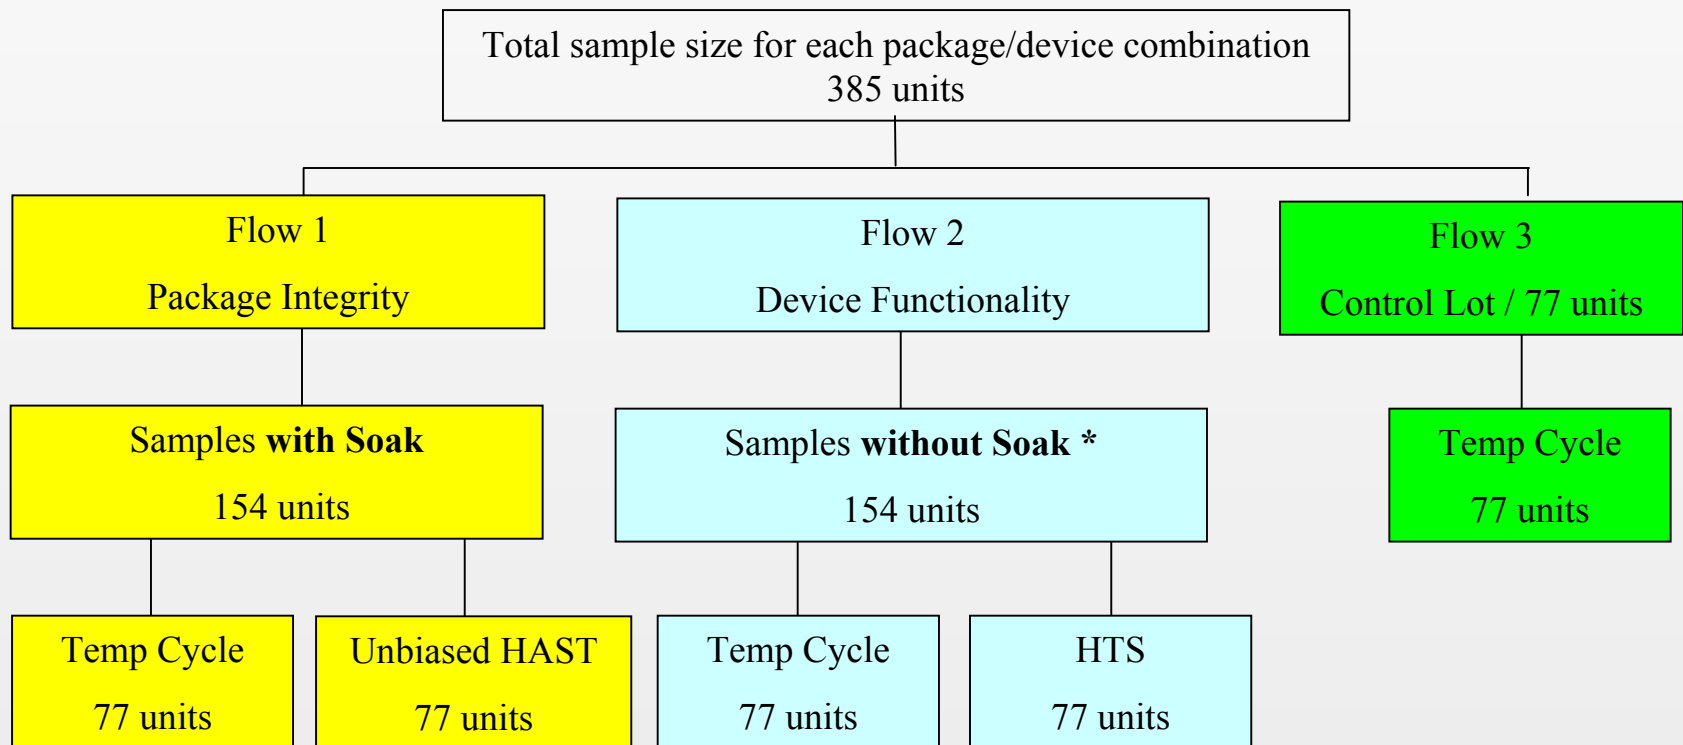 Total sample size for each package/device combination
385 units
Flow 1
Package Integrity
Flow 2
Device Functionality
Flow 3
Control Lot / 77 units
Samples with Soak
154 units
Samples without Soak *
154 units
Temp Cycle
77 units
Temp Cycle
77 units
Unbiased HAST
77 units
Temp Cycle
77 units
HTS
77 units